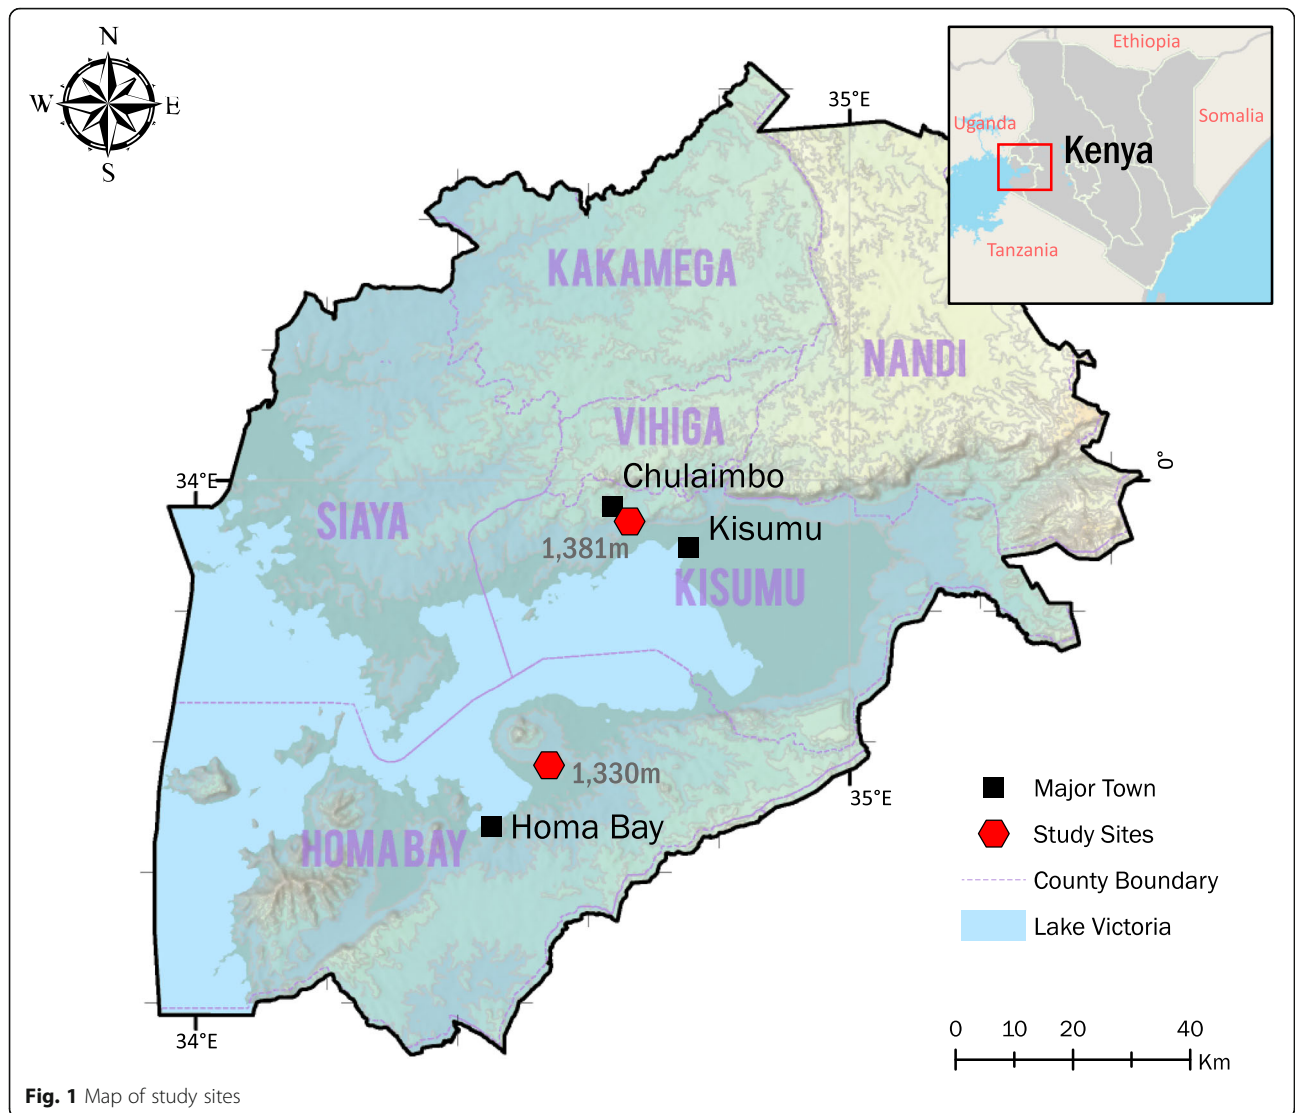 N
W
E
S
35°E
Ethiopia
Uganda
Somalia
Kenya
Tanzania
KAKAMEGA
NANDI
VIHIGA
Chulaimbo
0°
34°E
SIAYA
Kisumu
1,381m
KISUMU
1,330m
35°E
Homa Bay
HOMA BAY
Major Town
Study Sites
County Boundary
Lake Victoria
34°E
0 10 20 40
Km
Fig. 1 Map of study sites